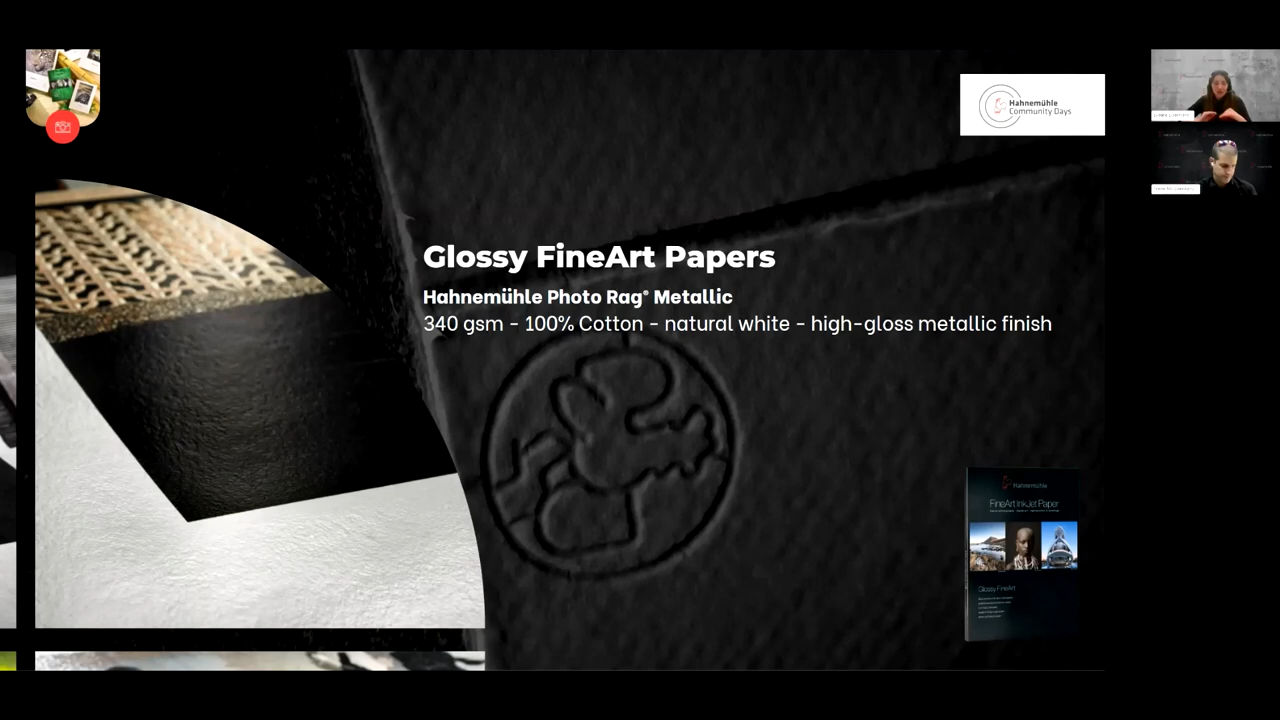 Hahnemühle
Community Days
Glossy FineArt Papers
Hahnemühle Photo Rag® Metallic
340 gsm - 100% Cotton - natural white - high-gloss metallic finish
Hahnemühle
FineArt InkJet Paper
Glossy FineArt